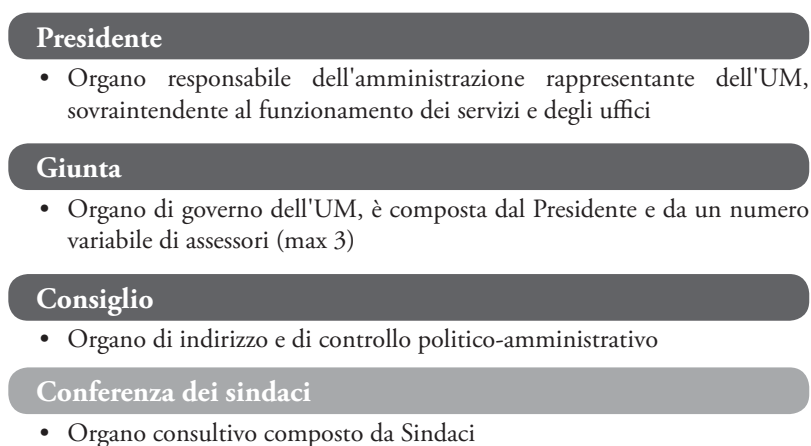 Presidente
• Organo responsabile dell'amministrazione rappresentante dell'UM,
sovraintendente al funzionamento dei servizi e degli uffici
Giunta
• Organo di governo dell'UM, è composta dal Presidente e da un numero
variabile di assessori (max 3)
Consiglio
• Organo di indirizzo e di controllo politico-amministrativo
Conferenza dei sindaci
• Organo consultivo composto da Sindaci